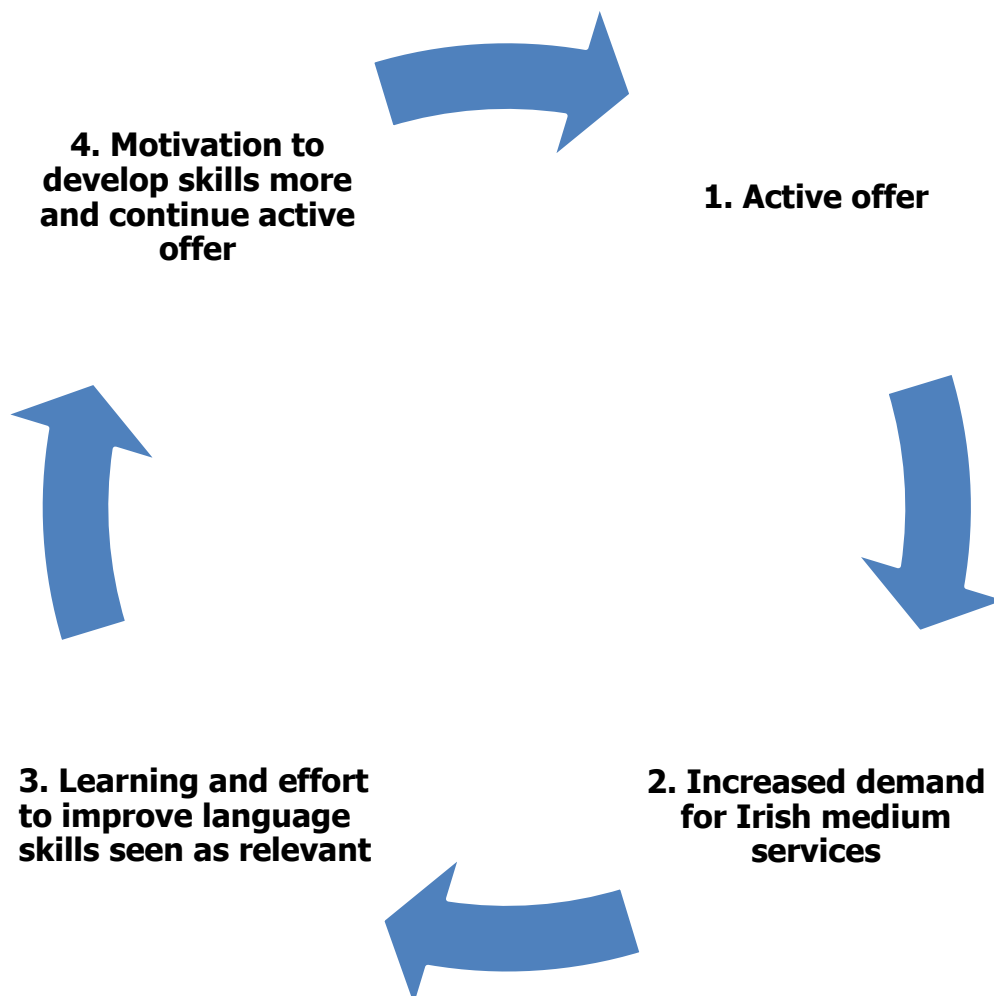 1. Active offer
2. Increased demand
for Irish medium
services
3. Learning and effort
to improve language
skills seen as relevant
4. Motivation to
develop skills more
and continue active
offer